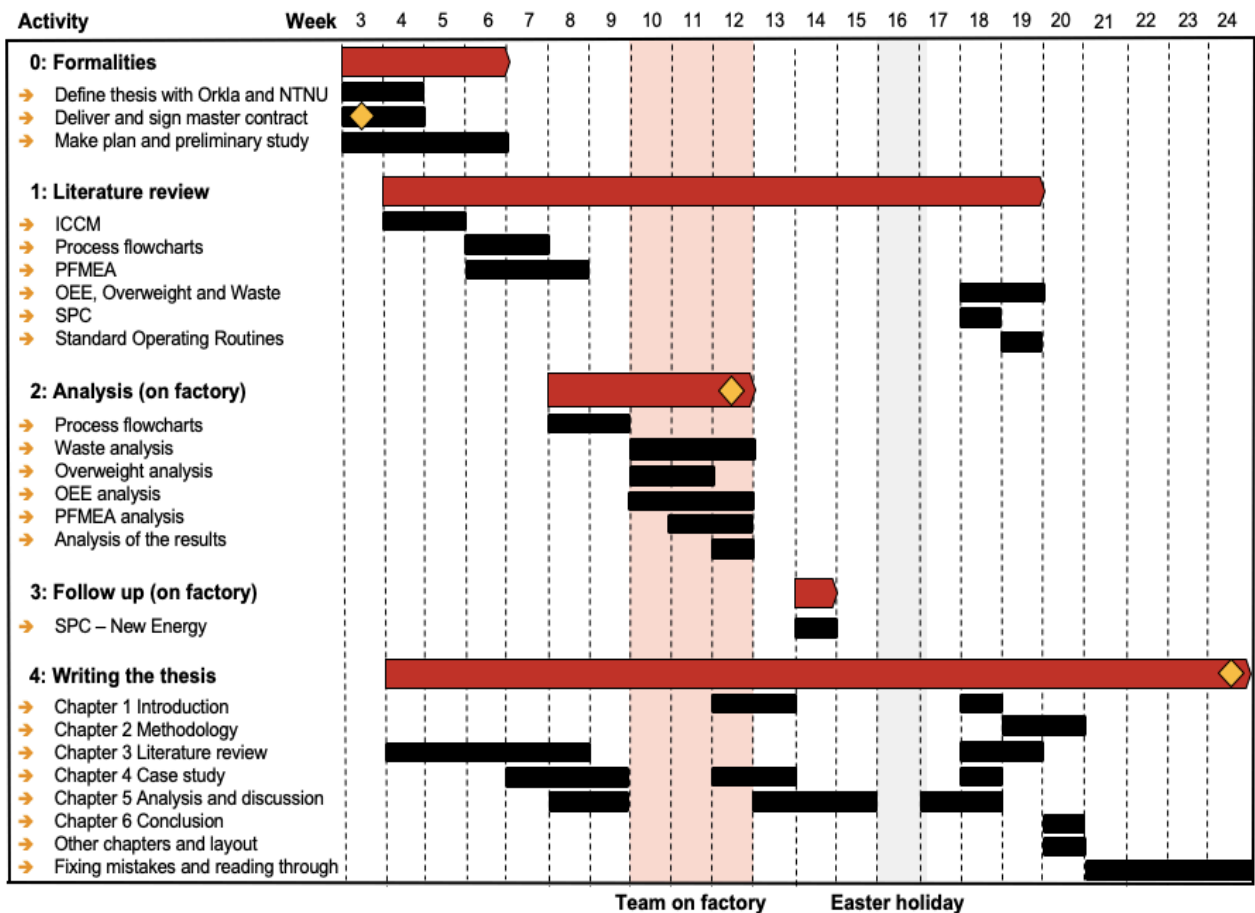 Activity Week 3 4 5 6 7 8 9 10 11 12 13 14 15 16 17 18 19 20 21 22 23 24
0: Formalities
➔ Define thesis with Orkla and NTNU
➔ Deliver and sign master contract
➔ Make plan and preliminary study
1: Literature review
➔ ICCM
➔ Process flowcharts
➔ PFMEA
➔ OEE, Overweight and Waste
➔ SPC
➔ Standard Operating Routines
2: Analysis (on factory)
➔ Process flowcharts
➔ Waste analysis
➔ Overweight analysis
➔ OEE analysis
➔ PFMEA analysis
➔ Analysis of the results
3: Follow up (on factory)
➔ SPC – New Energy
4: Writing the thesis
➔ Chapter 1 Introduction
➔ Chapter 2 Methodology
➔ Chapter 3 Literature review
➔ Chapter 4 Case study
➔ Chapter 5 Analysis and discussion
➔ Chapter 6 Conclusion
➔ Other chapters and layout
➔ Fixing mistakes and reading through
Team on factory Easter holiday